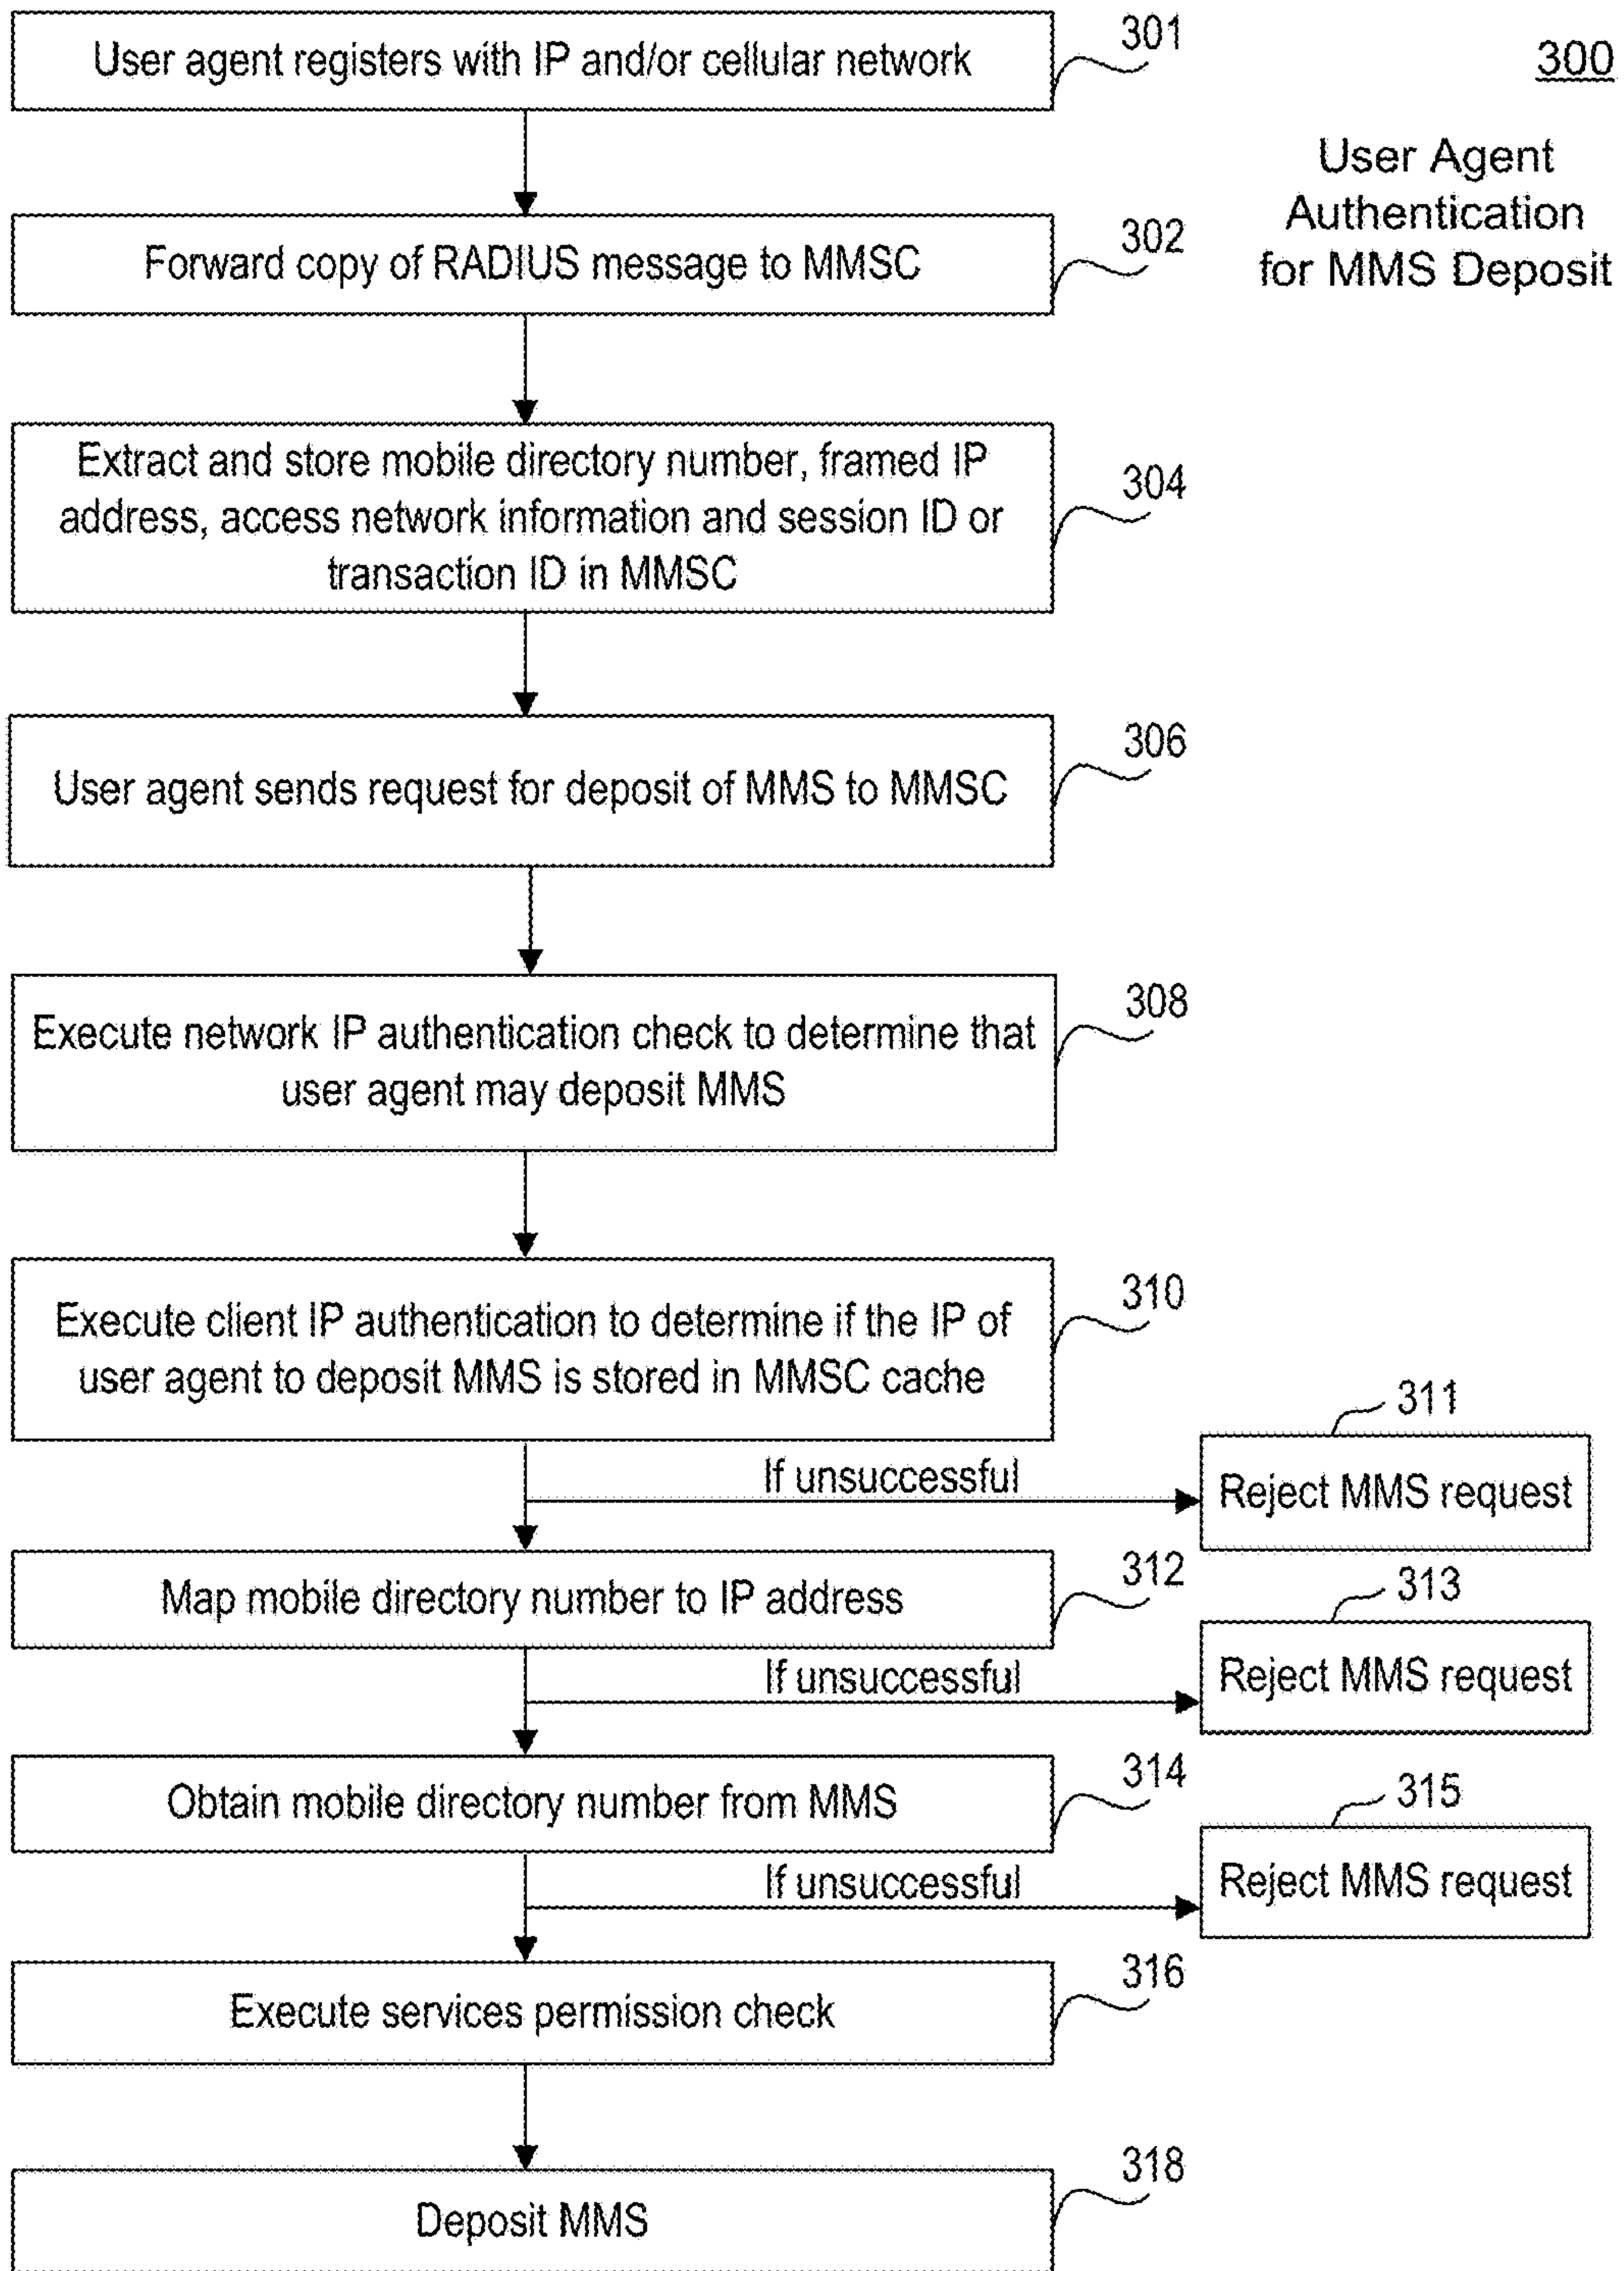 300
User Agent
Authentication
for MMS Deposit
User agent registers with IP and/or cellular network
301
Forward copy of RADIUS message to MMSC
302
Extract and store mobile directory number, framed IP
address, access network information and session ID or
transaction ID in MMSC
304
User agent sends request for deposit of MMS to MMSC
306
Execute network IP authentication check to determine that
user agent may deposit MMS
308
Execute client IP authentication to determine if the IP of
user agent to deposit MMS is stored in MMSC cache
310
If unsuccessful
311
Reject MMS request
Map mobile directory number to IP address
312
If unsuccessful
313
Reject MMS request
Obtain mobile directory number from MMS
314
If unsuccessful
315
Reject MMS request
Execute services permission check
316
Deposit MMS
318